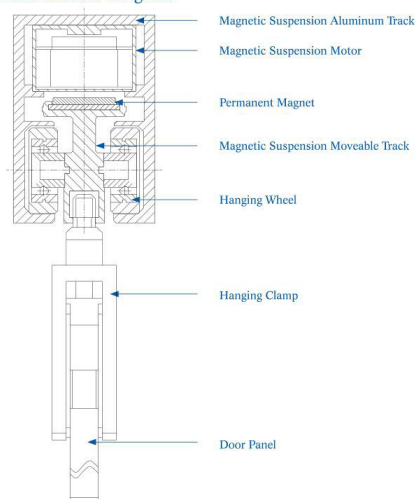 Magnetic Suspension Aluminum Track
Magnetic Suspension Motor
Permanent Magnet
Magnetic Suspension Moveable Track
Hanging Wheel
Hanging Clamp
Door Panel